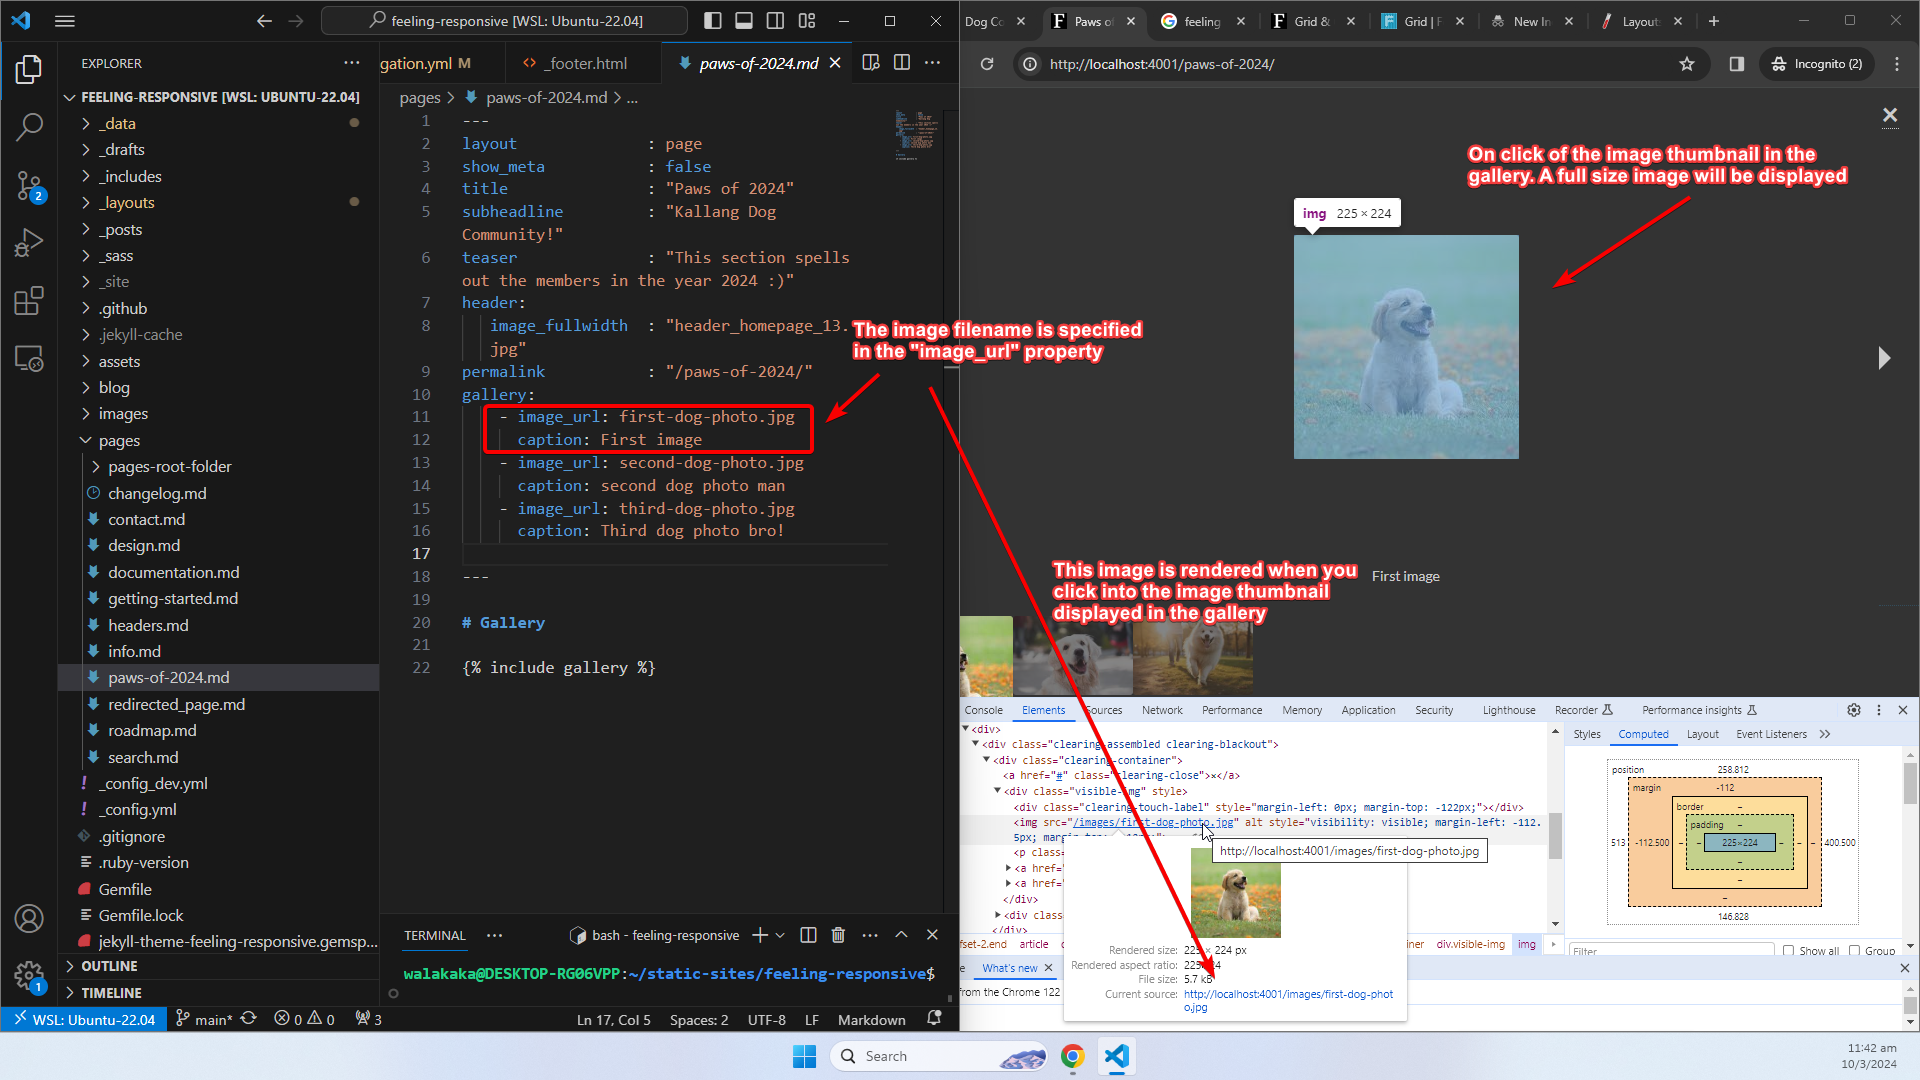 feeling-responsive [WSL: Ubuntu-22.04]
EXPLORER
FEELING-RESPONSIVE [WSL: UBUNTU-22.04]
_data
_drafts
_includes
_layouts
_posts
_sass
_site
.github
.jekyll-cache
assets
blog
images
pages
pages-root-folder
changelog.md
contact.md
design.md
documentation.md
getting-started.md
headers.md
info.md
paws-of-2024.md
redirected_page.md
roadmap.md
search.md
! _config_dev.yml
! _config.yml
.gitignore
.ruby-version
Gemfile
Gemfile.lock
jekyll-theme-feeling-responsive.gemsp...
OUTLINE
TIMELINE
2
1
gation.yml M
<> _footer.html
paws-of-2024.md
pages > paws-of-2024.md > ...
1 ---
2 layout : page
3 show_meta : false
4 title : "Paws of 2024"
5 subheadline : "Kallang Dog
Community!"
6 teaser : "This section spells
out the members in the year 2024 :)"
7 header:
8 image_fullwidth : "header_homepage_13.
jpg"
9 permalink : "/paws-of-2024/"
10 gallery:
11 - image_url: first-dog-photo.jpg
12 caption: First image
13 - image_url: second-dog-photo.jpg
14 caption: second dog photo man
15 - image_url: third-dog-photo.jpg
16 caption: Third dog photo bro!
17
18 ---
19
20 # Gallery
21
22 {% include gallery %}
The image filename is specified
in the "image_url" property
TERMINAL
bash - feeling-responsive
walakaka@DESKTOP-RG06VPP:~/static-sites/feeling-responsive$
WSL: Ubuntu-22.04
main*
0 0
3
Ln 17, Col 5
Spaces: 2
UTF-8
LF
Markdown
Dog Co
Paws of
feeling
Grid &
Grid | F
New In
Layout
http://localhost:4001/paws-of-2024/
Incognito (2)
On click of the image thumbnail in the
gallery. A full size image will be displayed
img 225 × 224
This image is rendered when you
click into the image thumbnail
displayed in the gallery
First image
Console
Elements
Sources
Network
Performance
Memory
Application
Security
Lighthouse
Recorder
Performance insights
<div>
<div class="clearing-assembled clearing-blackout">
<div class="clearing-container">
<a href="#" class="clearing-close">×</a>
<div class="visible-img" style>
<div class="clearing-touch-label" style="margin-left: 0px; margin-top: -122px;"></div>
<img src="/images/first-dog-photo.jpg" alt style="visibility: visible; margin-left: -112.
5px; 
<p clas
<a href
<a href
</div>
<div clas
</div>
http://localhost:4001/images/first-dog-photo.jpg
Rendered size: 225 × 224 px
Rendered aspect ratio:
File size: 5.7 kB
Current source: http://localhost:4001/images/first-dog-phot
o.jpg
fset-2.end
article
div.visible-img
img
What's new
from the Chrome 122
Styles
Computed
Layout
Event Listeners
position
258.812
margin
-112
border
–
padding
–
513
-112.500
225×224
400.500
146.828
Filter
Show all
Group
Search
11:42 am
10/3/2024